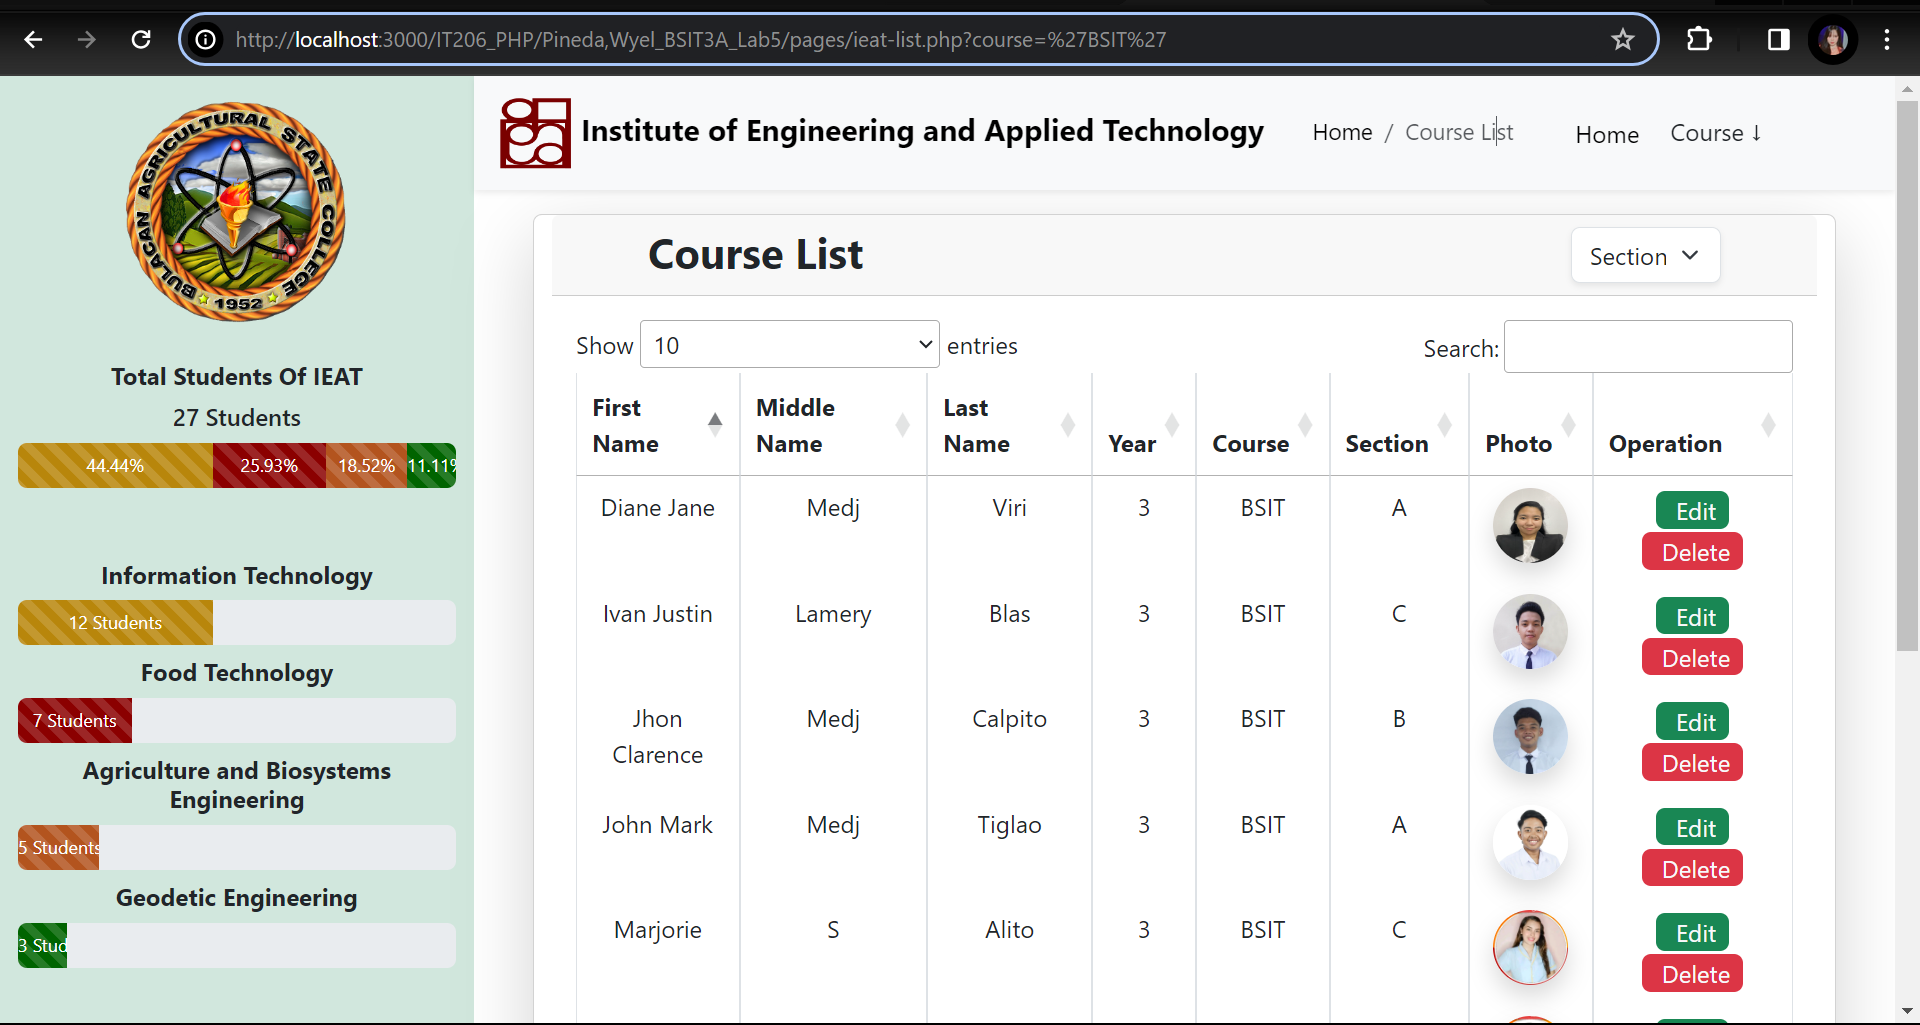 http://localhost:3000/IT206_PHP/Pineda,Wyel_BSIT3A_Lab5/pages/ieat-list.php?course=%27BSIT%27
BULACAN AGRICULTURAL STATE COLLEGE
1952
Total Students Of IEAT
27 Students
44.44% 25.93% 18.52% 11.11%
Information Technology
12 Students
Food Technology
7 Students
Agriculture and Biosystems
Engineering
5 Students
Geodetic Engineering
3 Stud
Institute of Engineering and Applied Technology
Home / Course List
Home Course ↓
Course List
Section
Show 10 entries
Search:
First Name Middle Name Last Name Year Course Section Photo Operation
Diane Jane Medj Viri 3 BSIT A Edit
Delete
Ivan Justin Lamery Blas 3 BSIT C Edit
Delete
Jhon Clarence Medj Calpito 3 BSIT B Edit
Delete
John Mark Medj Tiglao 3 BSIT A Edit
Delete
Marjorie S Alito 3 BSIT C Edit
Delete